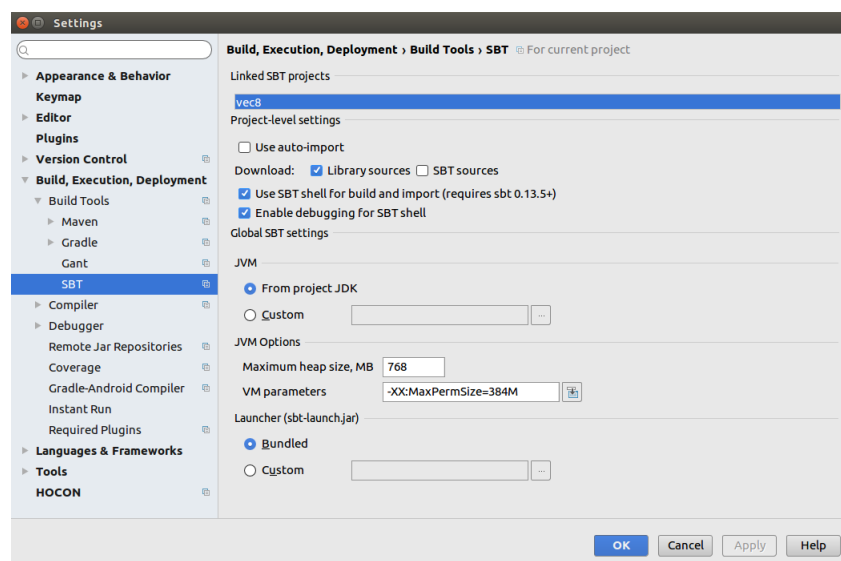 Settings
Appearance & Behavior
Keymap
Editor
Plugins
Version Control
Build, Execution, Deployment
Build Tools
Maven
Gradle
Gant
SBT
Compiler
Debugger
Remote Jar Repositories
Coverage
Gradle-Android Compiler
Instant Run
Required Plugins
Languages & Frameworks
Tools
HOCON
Build, Execution, Deployment › Build Tools › SBT For current project
Linked SBT projects
vec8
Project-level settings
Use auto-import
Download: Library sources SBT sources
Use SBT shell for build and import (requires sbt 0.13.5+)
Enable debugging for SBT shell
Global SBT settings
JVM
From project JDK
Custom ...
JVM Options
Maximum heap size, MB 768
VM parameters -XX:MaxPermSize=384M
Launcher (sbt-launch.jar)
Bundled
Custom ...
OK Cancel Apply Help